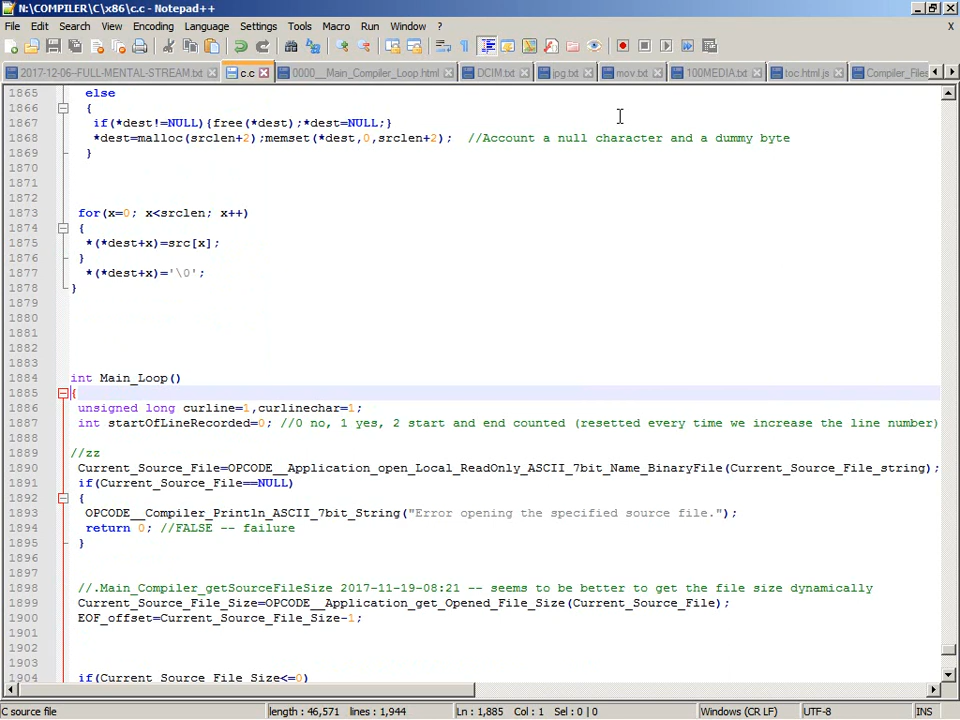 N:\COMPILER\C\x86\c.c - Notepad++
File Edit Search View Encoding Language Settings Tools Macro Run Window ? X
2017-12-06-FULL-MENTAL-STREAM.txt c.c 0000__Main_Compiler_Loop.html DCIM.txt jpg.txt mov.txt 100MEDIA.txt toc.html.js Compiler_Files
1865 else
1866 {
1867 if(*dest!=NULL){free(*dest);*dest=NULL;}
1868 *dest=malloc(srclen+2);memset(*dest,0,srclen+2); //Account a null character and a dummy byte
1869 }
1870
1871
1872
1873 for(x=0; x<srclen; x++)
1874 {
1875 *(*dest+x)=src[x];
1876 }
1877 *(*dest+x)='\0';
1878 }
1879
1880
1881
1882
1883
1884 int Main_Loop()
1885 {
1886 unsigned long curline=1,curlinechar=1;
1887 int startOfLineRecorded=0; //0 no, 1 yes, 2 start and end counted (resetted every time we increase the line number)
1888
1889 //zz
1890 Current_Source_File=OPCODE__Application_open_Local_ReadOnly_ASCII_7bit_Name_BinaryFile(Current_Source_File_string);
1891 if(Current_Source_File==NULL)
1892 {
1893 OPCODE__Compiler_Println_ASCII_7bit_String("Error opening the specified source file.");
1894 return 0; //FALSE -- failure
1895 }
1896
1897
1898 //.Main_Compiler_getSourceFileSize 2017-11-19-08:21 -- seems to be better to get the file size dynamically
1899 Current_Source_File_Size=OPCODE__Application_get_Opened_File_Size(Current_Source_File);
1900 EOF_offset=Current_Source_File_Size-1;
1901
1902
1903
1904 if(Current_Source_File_Size<=0)
C source file length : 46,571 lines : 1,944 Ln : 1,885 Col : 1 Sel : 0 | 0 Windows (CR LF) UTF-8 INS